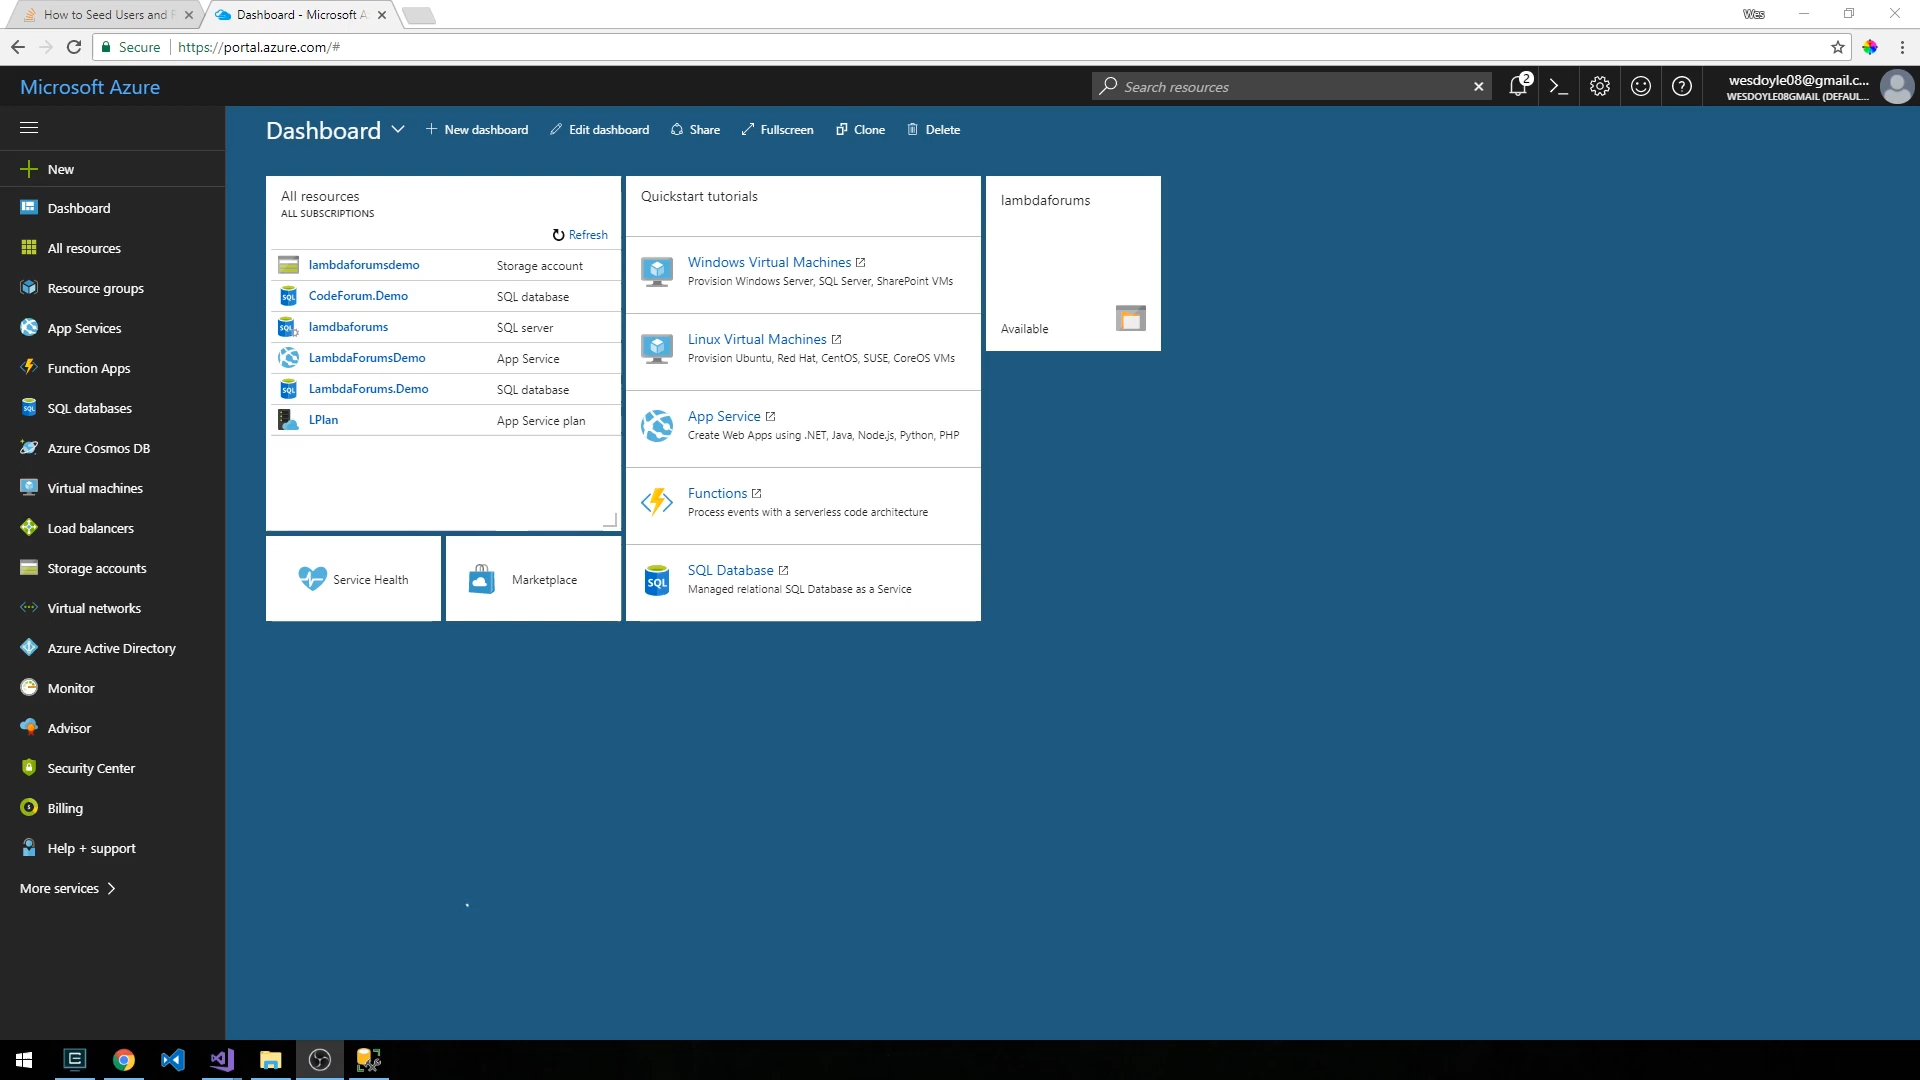 How to Seed Users and
Dashboard - Microsoft A
Wes
Secure
https://portal.azure.com/#
Microsoft Azure
Search resources
2
wesdoyle08@gmail.c...
WESDOYLE08GMAIL (DEFAUL...
Dashboard
New dashboard
Edit dashboard
Share
Fullscreen
Clone
Delete
New
Dashboard
All resources
Resource groups
App Services
Function Apps
SQL databases
Azure Cosmos DB
Virtual machines
Load balancers
Storage accounts
Virtual networks
Azure Active Directory
Monitor
Advisor
Security Center
Billing
Help + support
More services
All resources
ALL SUBSCRIPTIONS
Refresh
lambdaforumsdemo Storage account
CodeForum.Demo SQL database
lamdbaforums SQL server
LambdaForumsDemo App Service
LambdaForums.Demo SQL database
LPlan App Service plan
Service Health
Marketplace
Quickstart tutorials
Windows Virtual Machines
Provision Windows Server, SQL Server, SharePoint VMs
Linux Virtual Machines
Provision Ubuntu, Red Hat, CentOS, SUSE, CoreOS VMs
App Service
Create Web Apps using .NET, Java, Node.js, Python, PHP
Functions
Process events with a serverless code architecture
SQL
SQL Database
Managed relational SQL Database as a Service
lambdaforums
Available